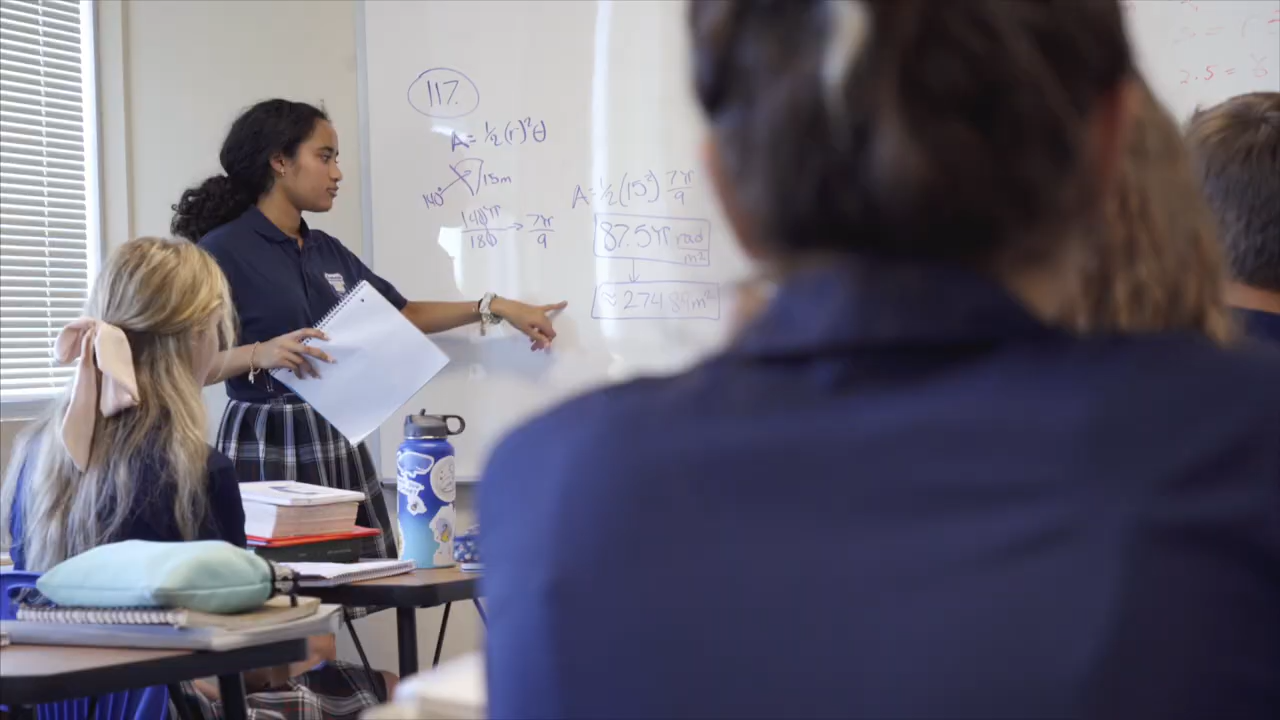 117.
A = ½(r)²θ
140° 15m
140π/180 → 7π/9
A = ½(15²) 7π/9
87.5π rad/m²
≈ 274.89m²
2.5 =